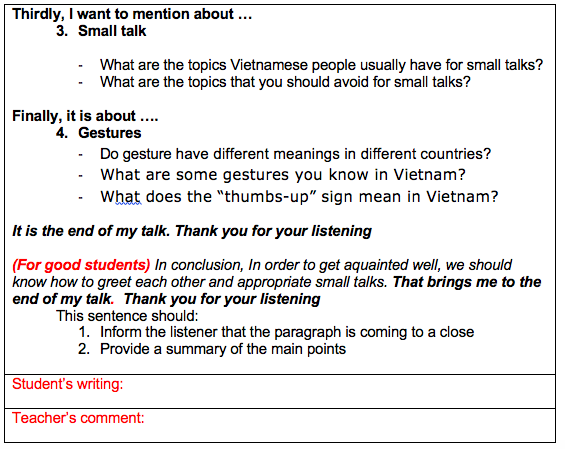 Thirdly, I want to mention about …
3. Small talk
- What are the topics Vietnamese people usually have for small talks?
- What are the topics that you should avoid for small talks?
Finally, it is about ….
4. Gestures
- Do gesture have different meanings in different countries?
- What are some gestures you know in Vietnam?
- What does the “thumbs-up” sign mean in Vietnam?
It is the end of my talk. Thank you for your listening
(For good students) In conclusion, In order to get aquainted well, we should
know how to greet each other and appropriate small talks. That brings me to the
end of my talk. Thank you for your listening
This sentence should:
1. Inform the listener that the paragraph is coming to a close
2. Provide a summary of the main points
Student’s writing:
Teacher’s comment: